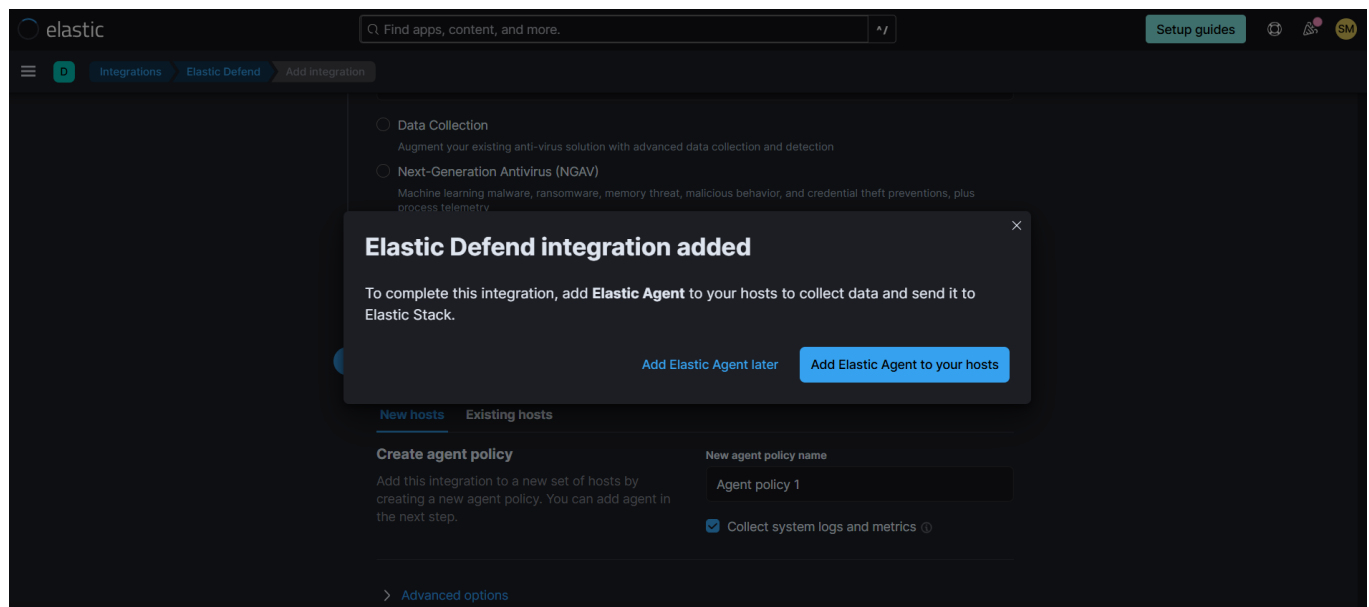 elastic
Find apps, content, and more.
^/
Setup guides
SM
D
Integrations
Elastic Defend
Add integration
Data Collection
Augment your existing anti-virus solution with advanced data collection and detection
Next-Generation Antivirus (NGAV)
Machine learning malware, ransomware, memory threat, malicious behavior, and credential theft preventions, plus
process telemetry
Elastic Defend integration added
To complete this integration, add Elastic Agent to your hosts to collect data and send it to
Elastic Stack.
Add Elastic Agent later
Add Elastic Agent to your hosts
New hosts
Existing hosts
Create agent policy
Add this integration to a new set of hosts by
creating a new agent policy. You can add agent in
the next step.
New agent policy name
Agent policy 1
Collect system logs and metrics
Advanced options